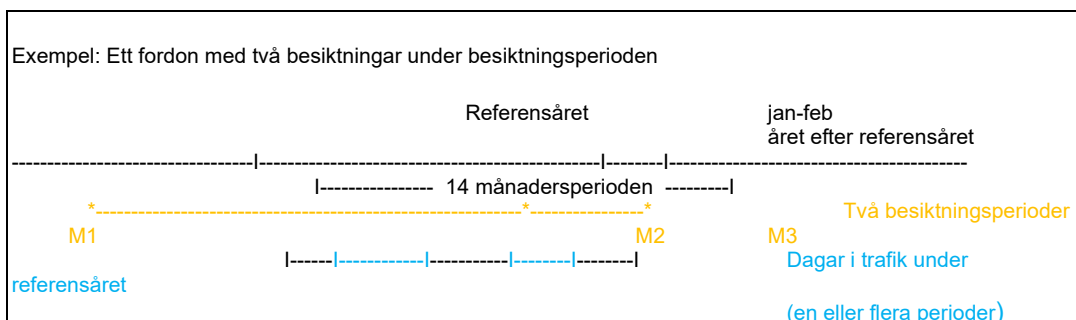 Exempel: Ett fordon med två besiktningar under besiktningsperioden
Referensåret jan-feb
året efter referensåret
----------------------------------I------------------------------------------------I--------I------------------------------------------
I---------------- 14 månadersperioden ---------I
*------------------------------------------------------------*----------------* Två besiktningsperioder
M1 M2 M3
I------I------------I-----------I--------I--------I Dagar i trafik under
referensåret
(en eller flera perioder)